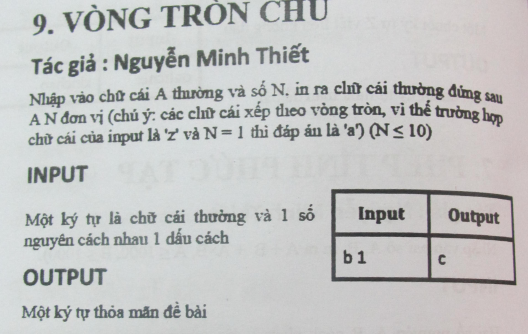 9. VÒNG TRÒN CHỮ
Tác giả : Nguyễn Minh Thiết
Nhập vào chữ cái A thường và số N. in ra chữ cái thường đứng sau
A N đơn vị (chú ý: các chữ cái xếp theo vòng tròn, vì thế trường hợp
chữ cái của input là 'z' và N = 1 thì đáp án là 'a') (N ≤ 10)
INPUT
Một ký tự là chữ cái thường và 1 số
nguyên cách nhau 1 dấu cách
Input Output
b 1 c
OUTPUT
Một ký tự thỏa mãn đề bài